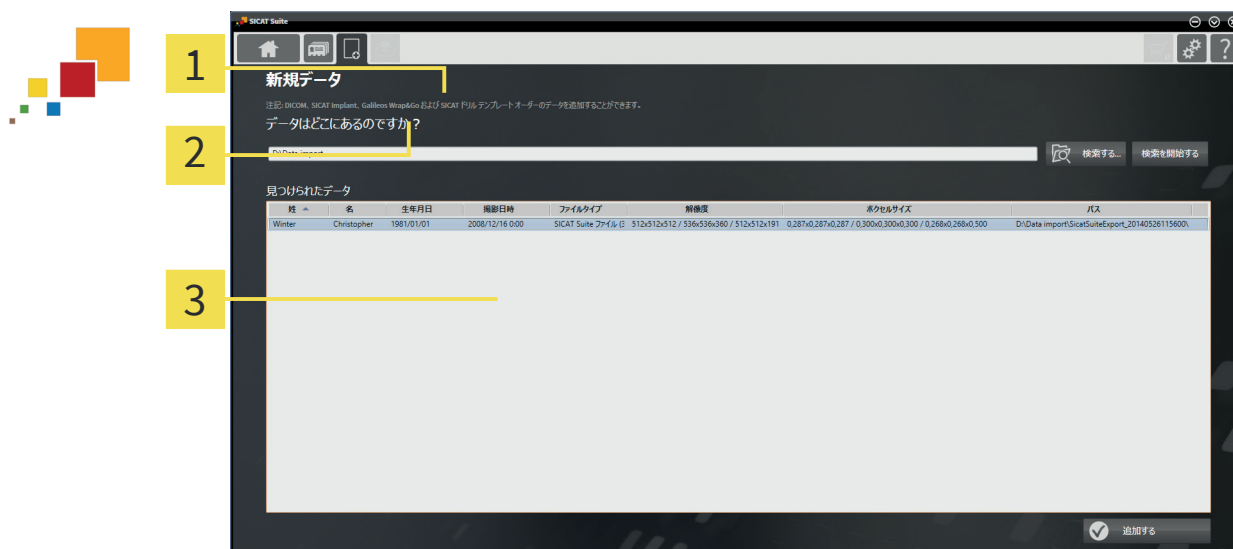 SICAT Suite
1
新規データ
注記: DICOM、SICAT Implant、Galileos Wrap&Go および SICAT ドリルテンプレートオーダーのデータを追加することができます。
データはどこにあるのですか？
2
D:\Data import
検索する...
検索を開始する
見つけられたデータ
姓 名 生年月日 撮影日時 ファイルタイプ 解像度 ボクセルサイズ パス
Winter Christopher 1981/01/01 2008/12/16 0:00 SICAT Suite ファイル (3 512x512x512 / 536x536x360 / 512x512x191 0,287x0,287x0,287 / 0,300x0,300x0,300 / 0,268x0,268x0,500 D:\Data import\SicatSuiteExport_20140526115600\
3
追加する